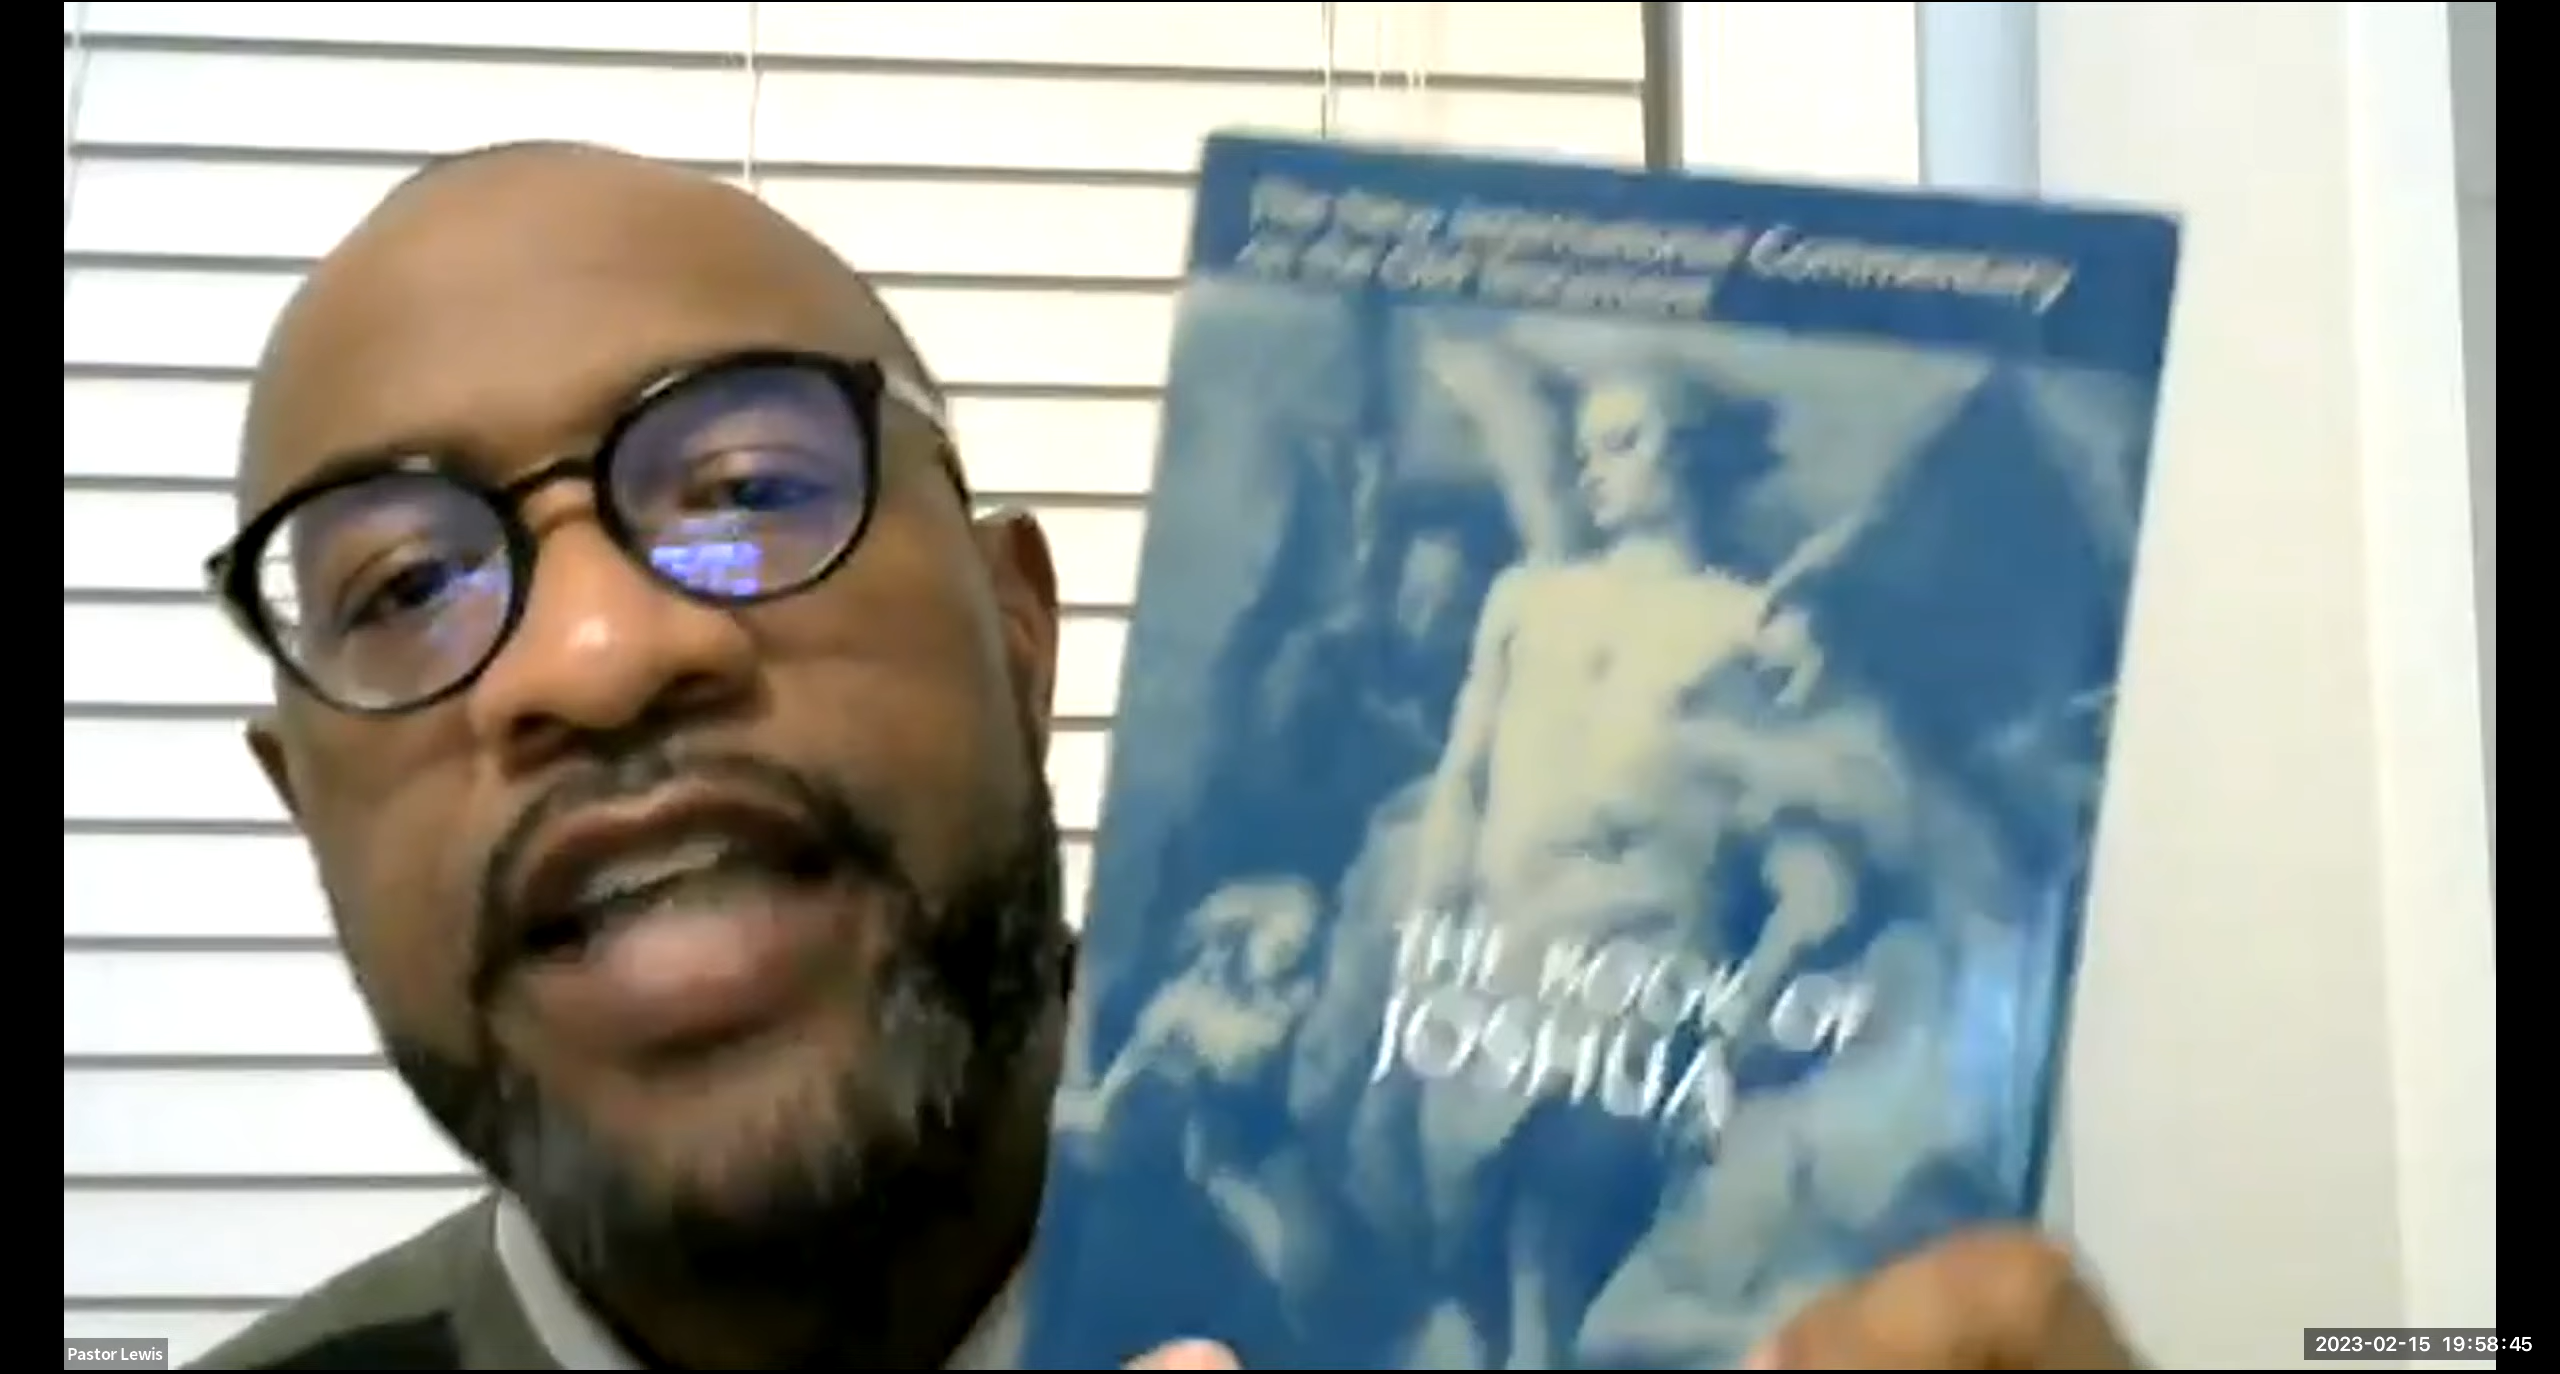 The New International Commentary
on the Old Testament
THE BOOK OF
JOSHUA
Pastor Lewis
2023-02-15 19:58:45